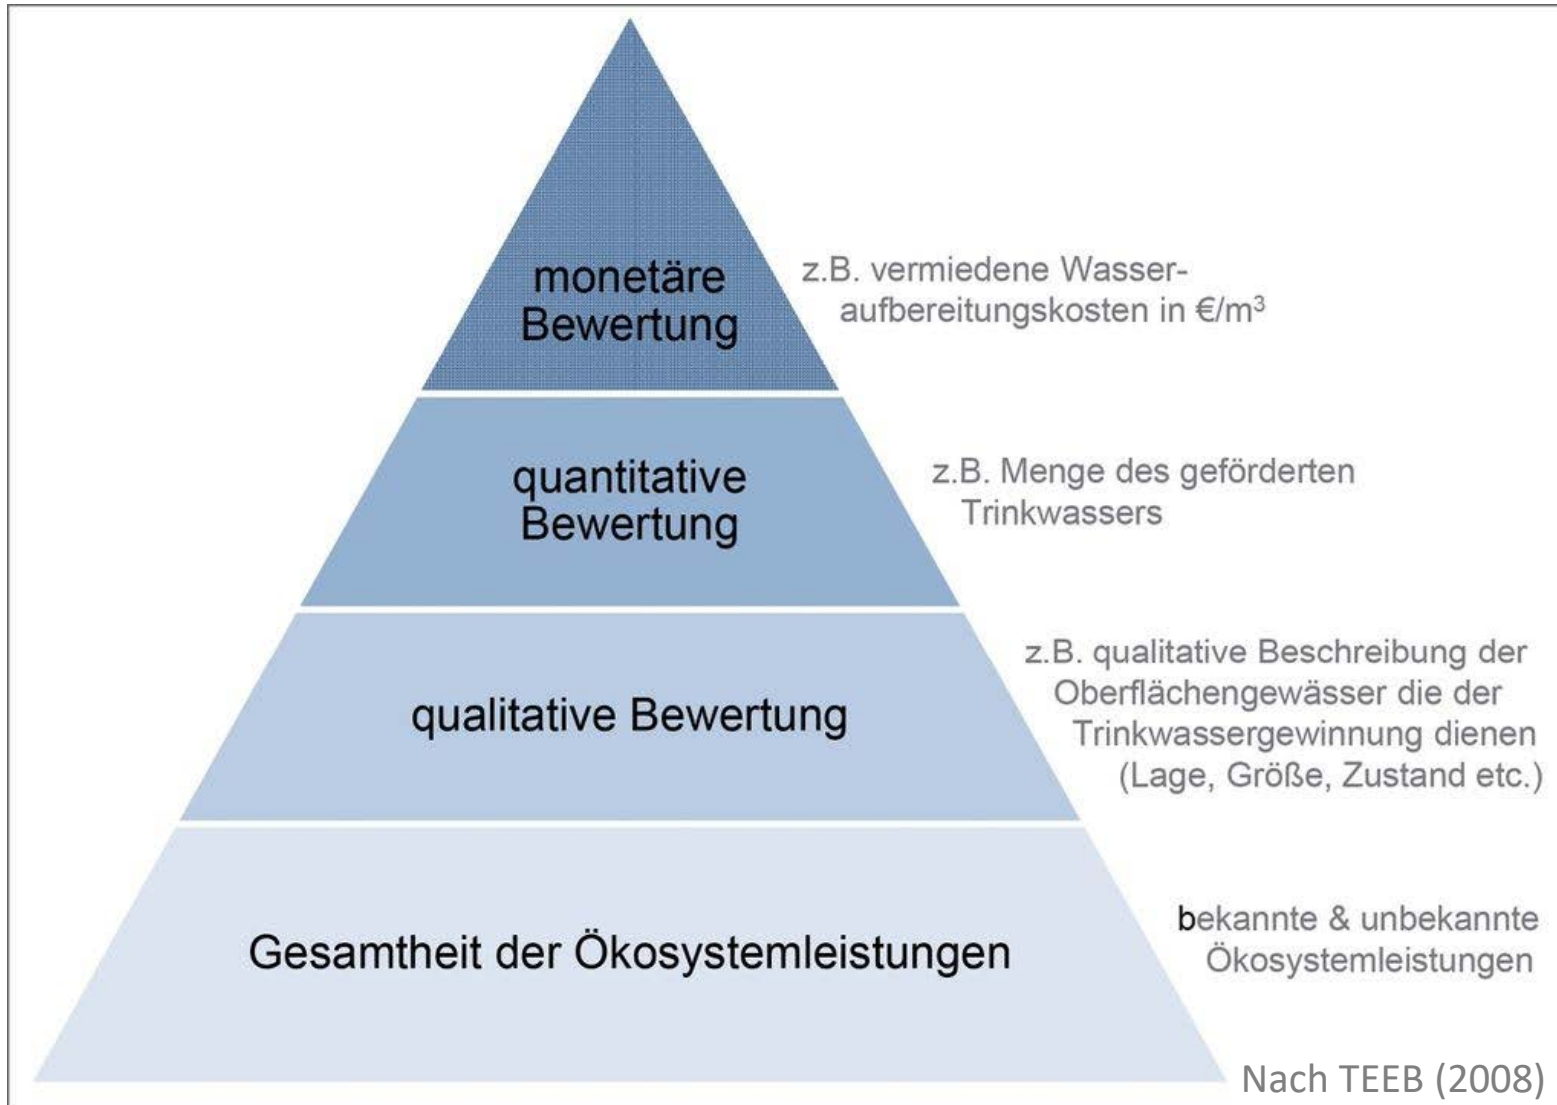 monetäre
Bewertung
z.B. vermiedene Wasser-
aufbereitungskosten in €/m³
quantitative
Bewertung
z.B. Menge des geförderten
Trinkwassers
qualitative Bewertung
z.B. qualitative Beschreibung der
Oberflächengewässer die der
Trinkwassergewinnung dienen
(Lage, Größe, Zustand etc.)
Gesamtheit der Ökosystemleistungen
bekannte & unbekannte
Ökosystemleistungen
Nach TEEB (2008)